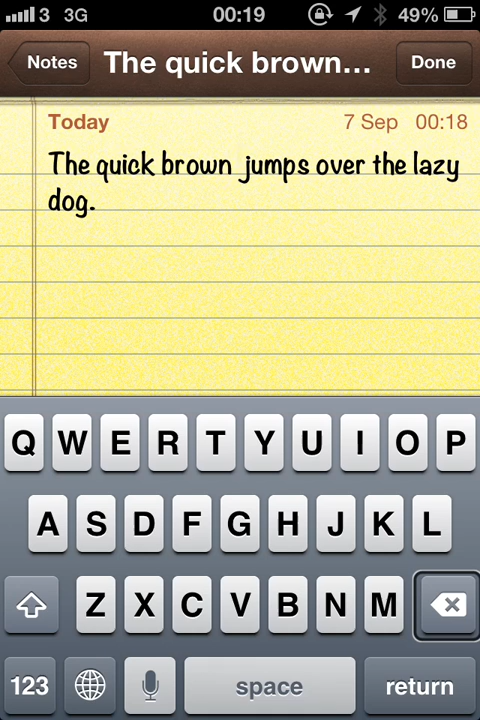 3 3G 00:19 49%
Notes The quick brown... Done
Today 7 Sep 00:18
The quick brown jumps over the lazy
dog.
Q W E R T Y U I O P
A S D F G H J K L
Z X C V B N M
123 space return